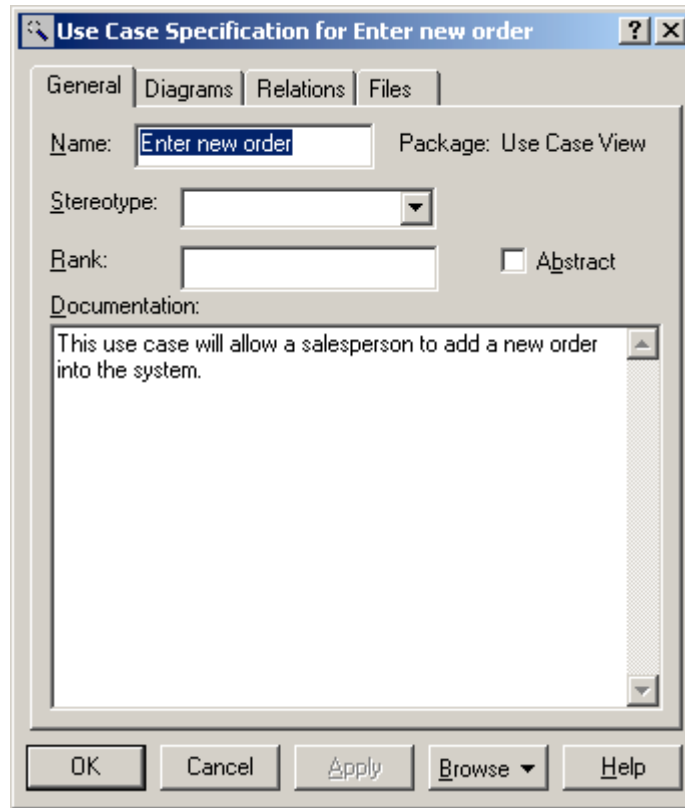 Use Case Specification for Enter new order
General Diagrams Relations Files
Name: Enter new order Package: Use Case View
Stereotype:
Rank: Abstract
Documentation:
This use case will allow a salesperson to add a new order
into the system.
OK Cancel Apply Browse Help